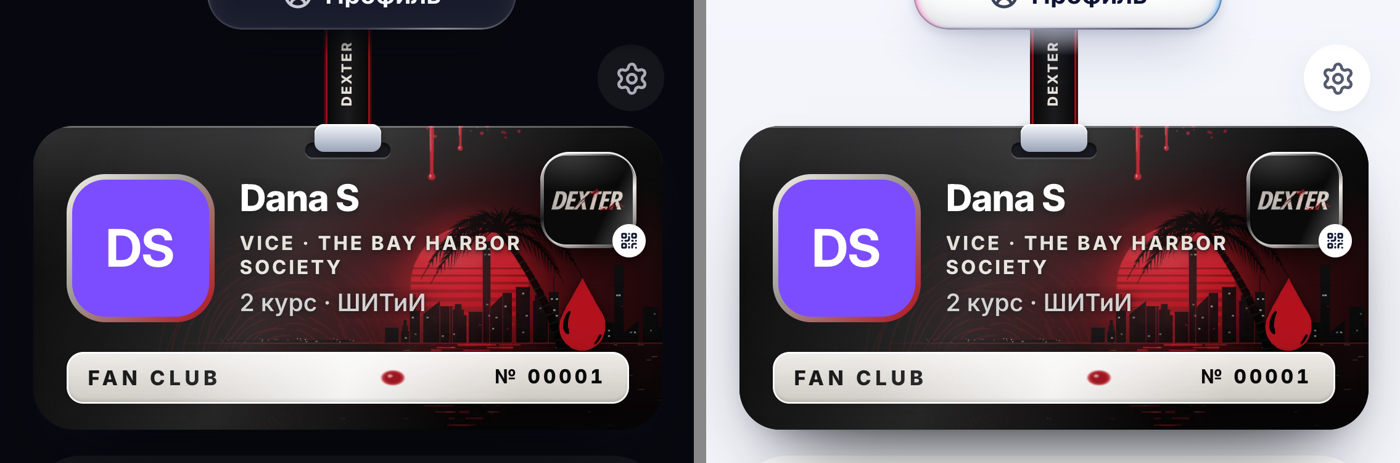 Профиль
DEXTER
Dana S
DS
DEXTER
VICE · THE BAY HARBOR
SOCIETY
2 курс · ШИТиИ
FAN CLUB
№ 00001
Профиль
DEXTER
Dana S
DS
DEXTER
VICE · THE BAY HARBOR
SOCIETY
2 курс · ШИТиИ
FAN CLUB
№ 00001